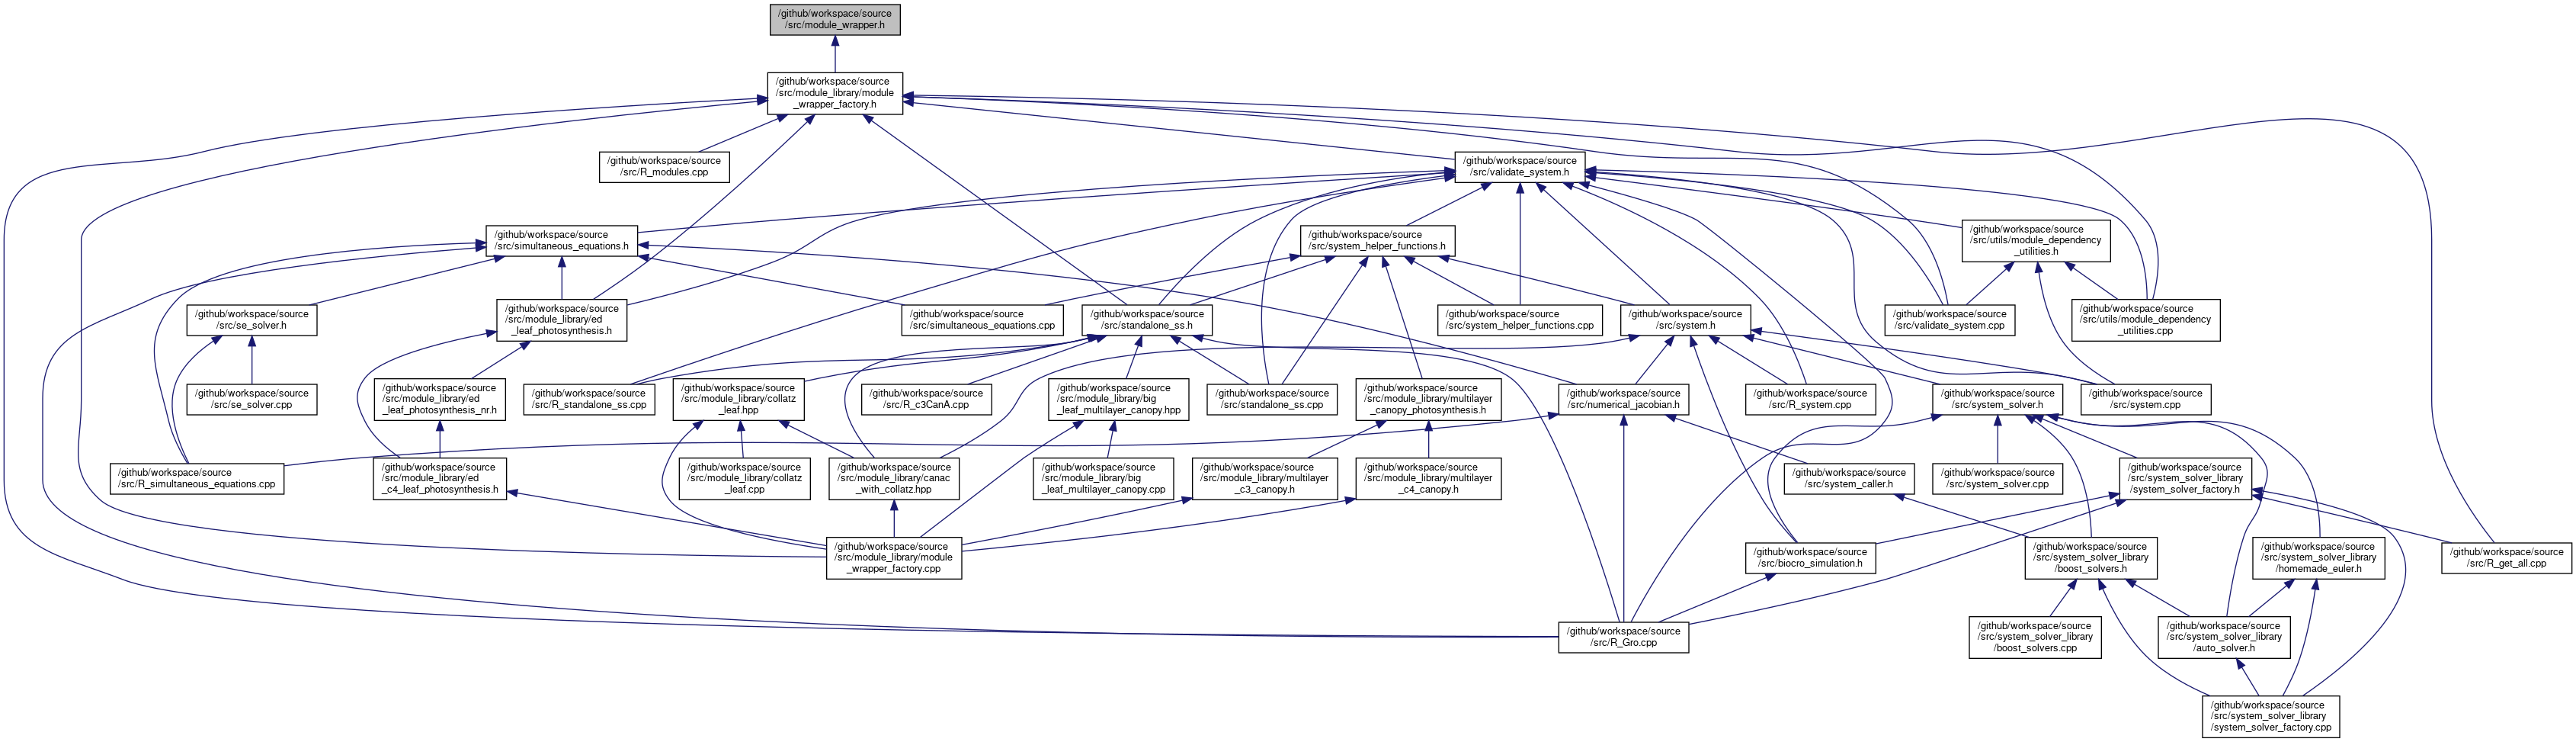 /github/workspace/source
/src/module_wrapper.h
/github/workspace/source
/src/module_library/module
_wrapper_factory.h
/github/workspace/source
/src/R_modules.cpp
/github/workspace/source
/src/validate_system.h
/github/workspace/source
/src/simultaneous_equations.h
/github/workspace/source
/src/system_helper_functions.h
/github/workspace/source
/src/utils/module_dependency
_utilities.h
/github/workspace/source
/src/se_solver.h
/github/workspace/source
/src/module_library/ed
_leaf_photosynthesis.h
/github/workspace/source
/src/simultaneous_equations.cpp
/github/workspace/source
/src/standalone_ss.h
/github/workspace/source
/src/system_helper_functions.cpp
/github/workspace/source
/src/system.h
/github/workspace/source
/src/validate_system.cpp
/github/workspace/source
/src/utils/module_dependency
_utilities.cpp
/github/workspace/source
/src/se_solver.cpp
/github/workspace/source
/src/module_library/ed
_leaf_photosynthesis_nr.h
/github/workspace/source
/src/R_standalone_ss.cpp
/github/workspace/source
/src/module_library/collatz
_leaf.hpp
/github/workspace/source
/src/R_c3CanA.cpp
/github/workspace/source
/src/module_library/big
_leaf_multilayer_canopy.hpp
/github/workspace/source
/src/standalone_ss.cpp
/github/workspace/source
/src/module_library/multilayer
_canopy_photosynthesis.h
/github/workspace/source
/src/numerical_jacobian.h
/github/workspace/source
/src/R_system.cpp
/github/workspace/source
/src/system_solver.h
/github/workspace/source
/src/system.cpp
/github/workspace/source
/src/R_simultaneous_equations.cpp
/github/workspace/source
/src/module_library/ed
_c4_leaf_photosynthesis.h
/github/workspace/source
/src/module_library/collatz
_leaf.cpp
/github/workspace/source
/src/module_library/canac
_with_collatz.hpp
/github/workspace/source
/src/module_library/big
_leaf_multilayer_canopy.cpp
/github/workspace/source
/src/module_library/multilayer
_c3_canopy.h
/github/workspace/source
/src/module_library/multilayer
_c4_canopy.h
/github/workspace/source
/src/system_caller.h
/github/workspace/source
/src/system_solver.cpp
/github/workspace/source
/src/system_solver_library
/system_solver_factory.h
/github/workspace/source
/src/module_library/module
_wrapper_factory.cpp
/github/workspace/source
/src/biocro_simulation.h
/github/workspace/source
/src/system_solver_library
/boost_solvers.h
/github/workspace/source
/src/system_solver_library
/homemade_euler.h
/github/workspace/source
/src/R_get_all.cpp
/github/workspace/source
/src/R_Gro.cpp
/github/workspace/source
/src/system_solver_library
/boost_solvers.cpp
/github/workspace/source
/src/system_solver_library
/auto_solver.h
/github/workspace/source
/src/system_solver_library
/system_solver_factory.cpp